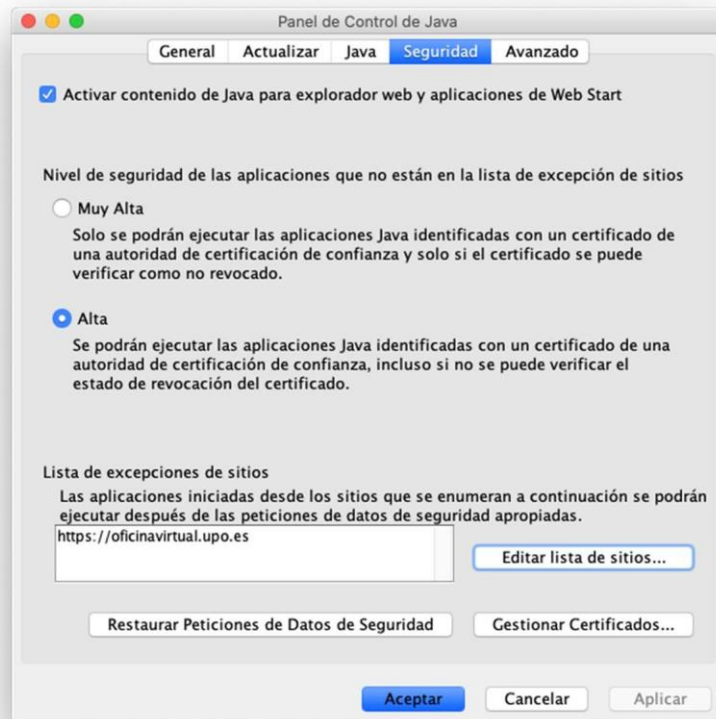 Panel de Control de Java
General Actualizar Java Seguridad Avanzado
Activar contenido de Java para explorador web y aplicaciones de Web Start
Nivel de seguridad de las aplicaciones que no están en la lista de excepción de sitios
Muy Alta
Solo se podrán ejecutar las aplicaciones Java identificadas con un certificado de
una autoridad de certificación de confianza y solo si el certificado se puede
verificar como no revocado.
Alta
Se podrán ejecutar las aplicaciones Java identificadas con un certificado de una
autoridad de certificación de confianza, incluso si no se puede verificar el
estado de revocación del certificado.
Lista de excepciones de sitios
Las aplicaciones iniciadas desde los sitios que se enumeran a continuación se podrán
ejecutar después de las peticiones de datos de seguridad apropiadas.
https://oficinavirtual.upo.es
Editar lista de sitios...
Restaurar Peticiones de Datos de Seguridad Gestionar Certificados...
Aceptar Cancelar Aplicar